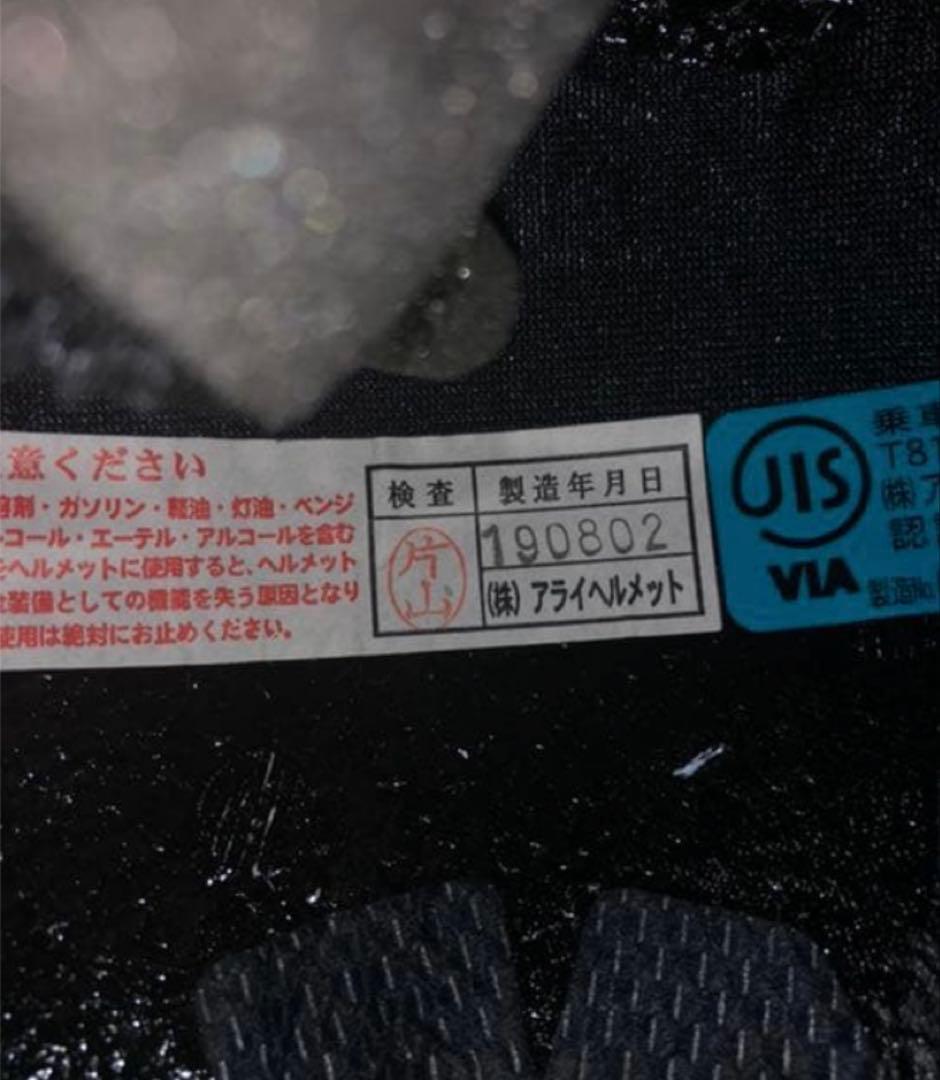 意ください
溶剤・ガソリン・軽油・灯油・ベンジ
コール・エーテル・アルコールを含む
をヘルメットに使用すると、ヘルメット
装備としての機能を失う原因となり
使用は絶対にお止めください。
検査
片山
製造年月日
190802
(株) アライヘルメット
JIS
VIA
乗車
T81
(株)ア
認
製造No.